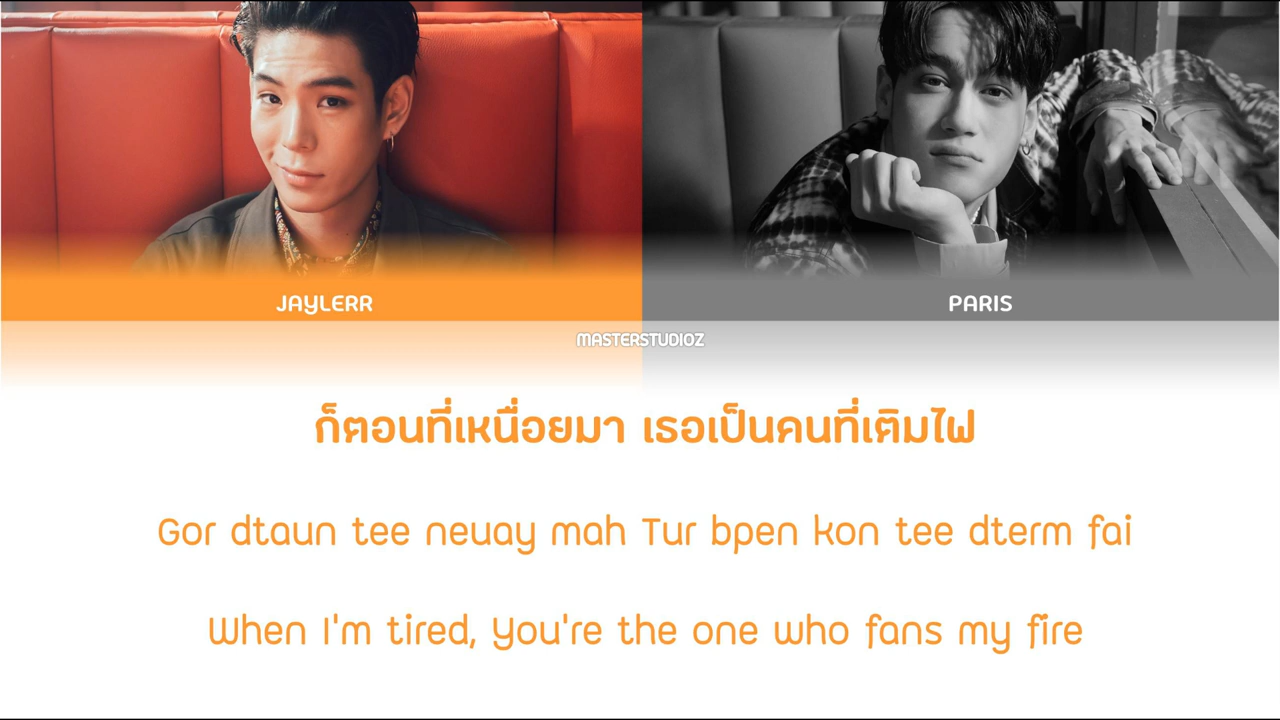 JAYLERR
PARIS
MASTERSTUDIOZ
ก็ตอนที่เหนื่อยมา เธอเป็นคนที่เติมไฟ
Gor dtaun tee neuay mah Tur bpen kon tee dterm fai
When I'm tired, You're the one who fans my fire